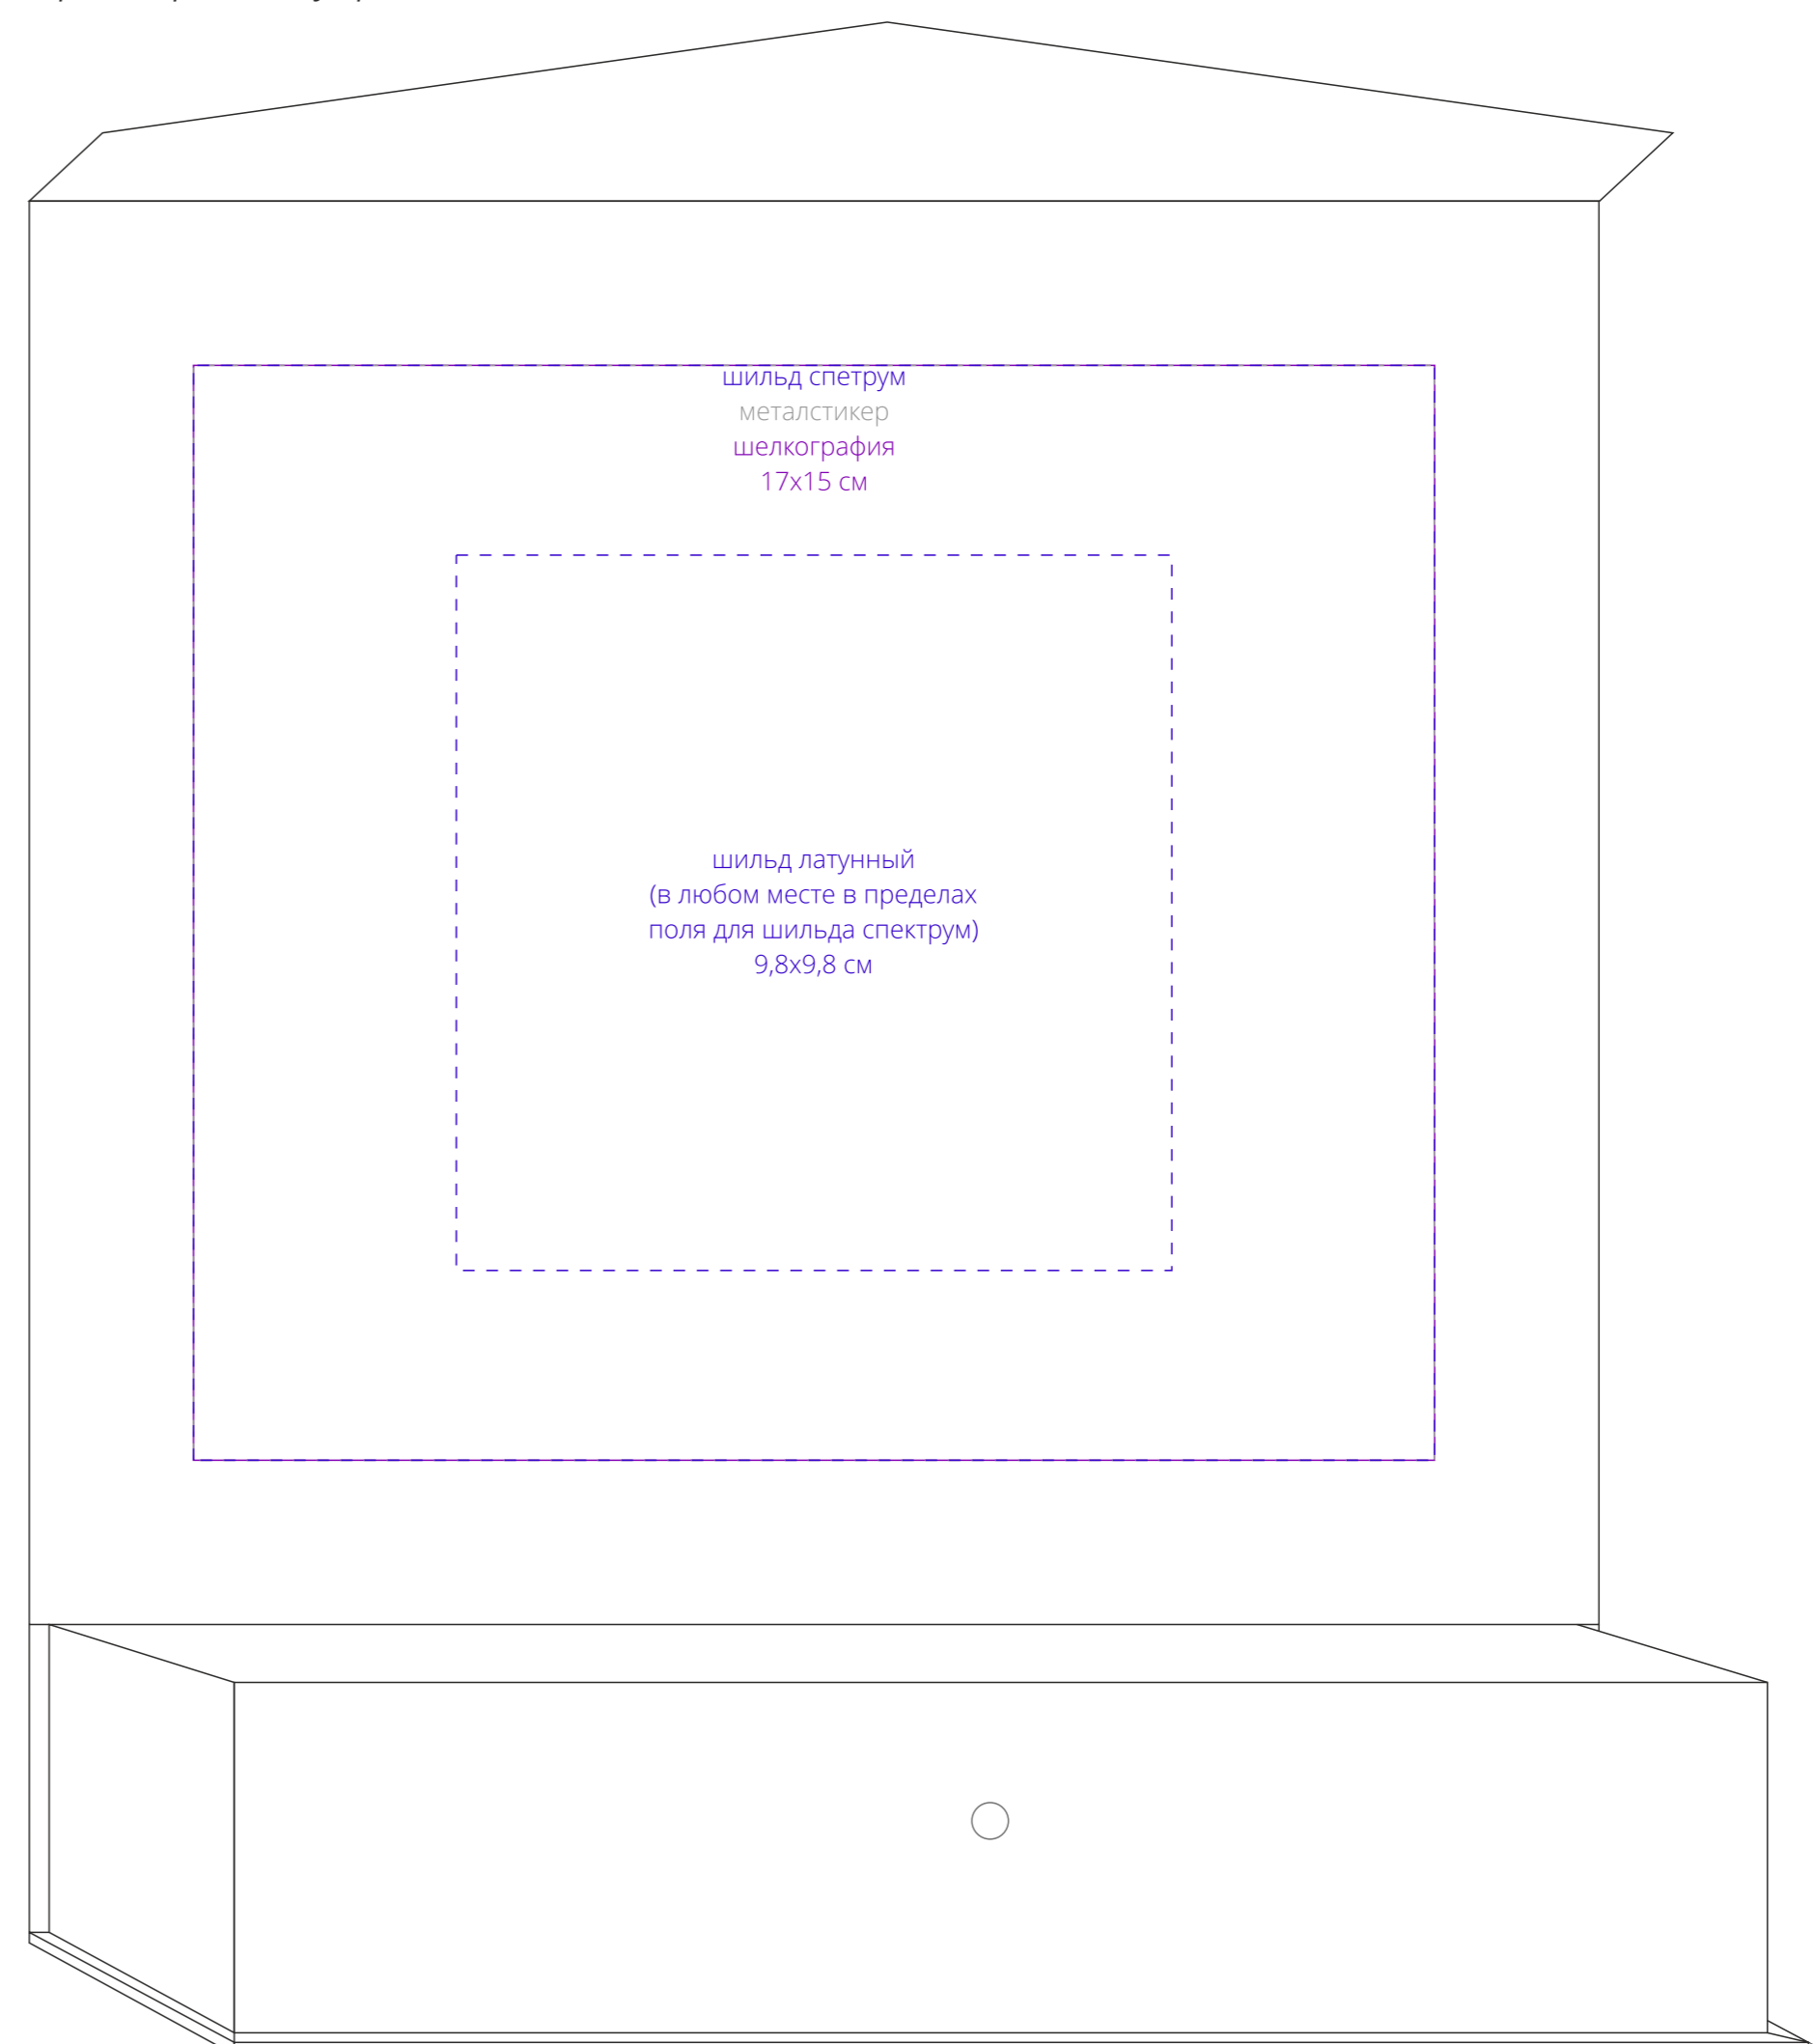 шильд спетрум
металстикер
шелкография
17х15 см
шильд латунный
(в любом месте в пределах
поля для шильда спектрум)
9,8х9,8 см